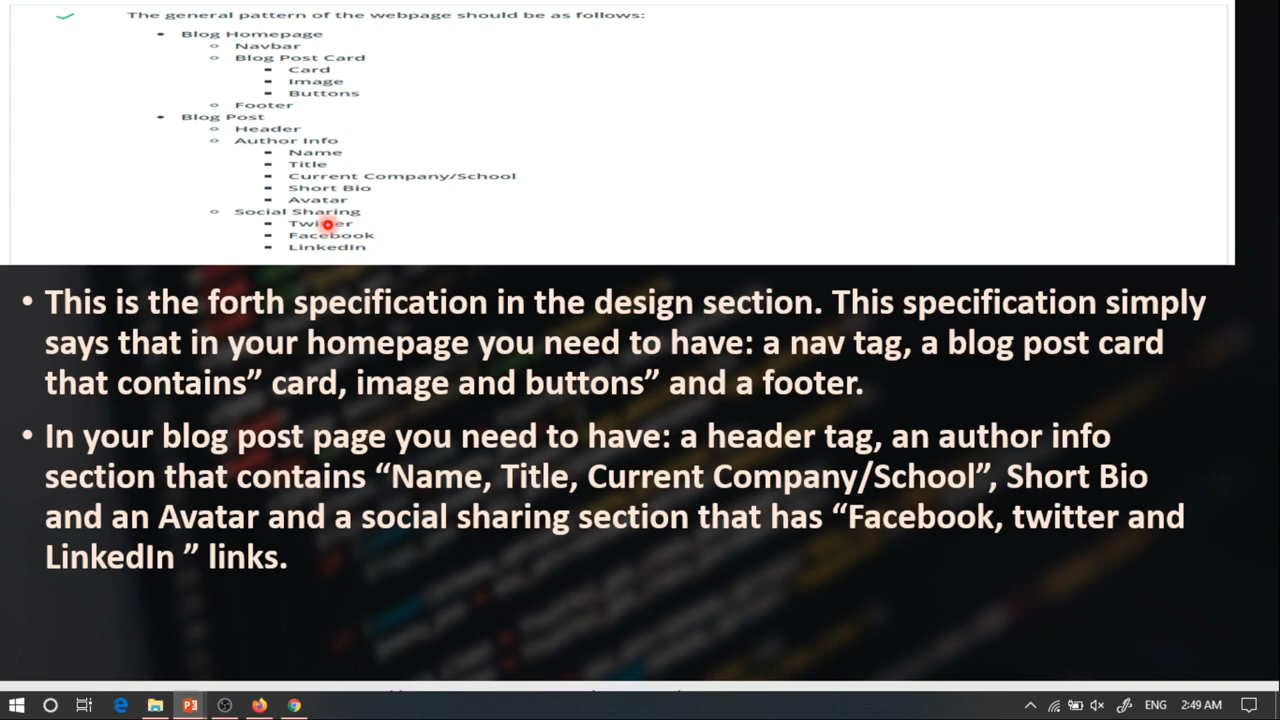 The general pattern of the webpage should be as follows:
• Blog Homepage
○ Navbar
○ Blog Post Card
▪ Card
▪ Image
▪ Buttons
○ Footer
• Blog Post
○ Header
○ Author Info
▪ Name
▪ Title
▪ Current Company/School
▪ Short Bio
▪ Avatar
○ Social Sharing
▪ Twitter
▪ Facebook
▪ LinkedIn
• This is the forth specification in the design section. This specification simply
says that in your homepage you need to have: a nav tag, a blog post card
that contains” card, image and buttons” and a footer.
• In your blog post page you need to have: a header tag, an author info
section that contains “Name, Title, Current Company/School”, Short Bio
and an Avatar and a social sharing section that has “Facebook, twitter and
LinkedIn ” links.
ENG 2:49 AM